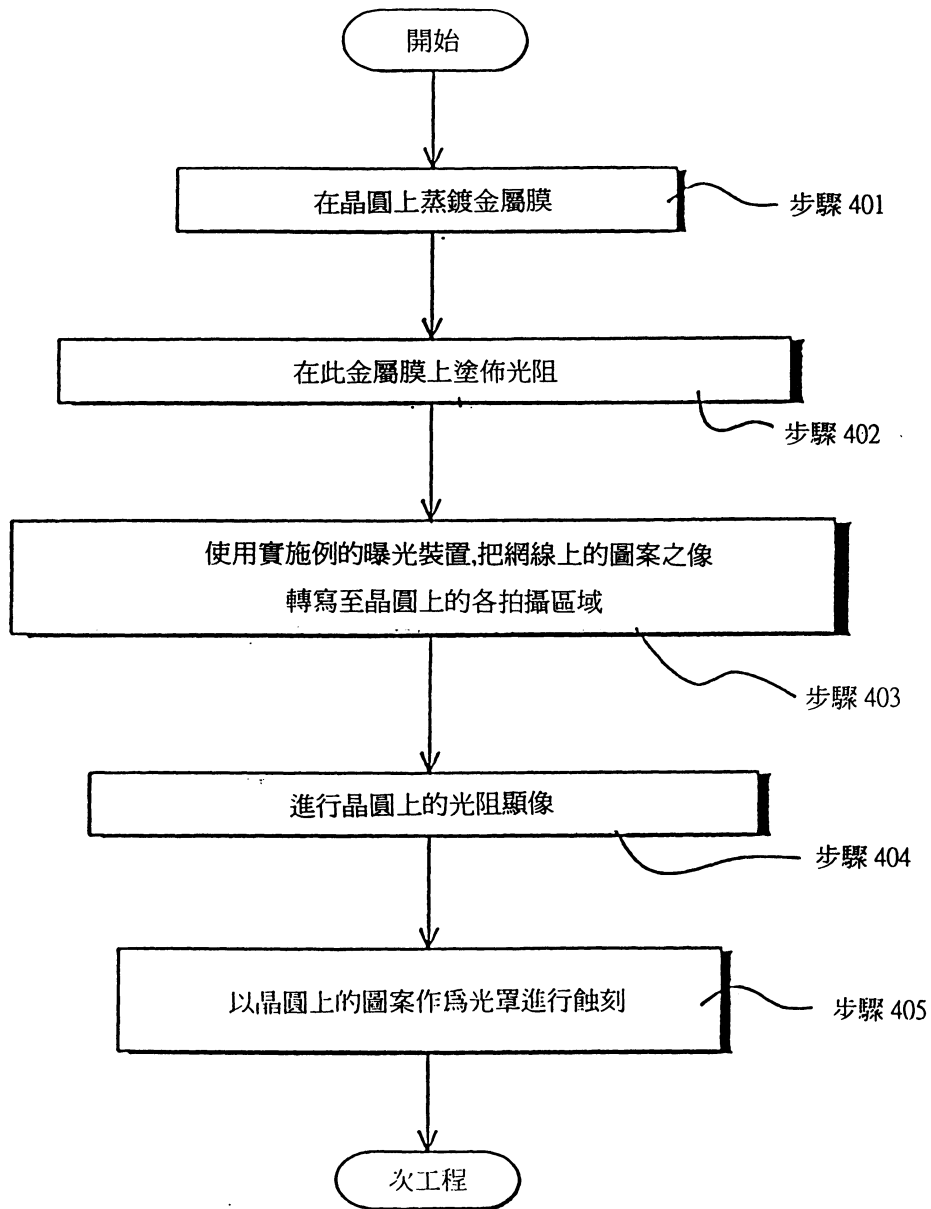 開始
在晶圓上蒸鍍金屬膜
步驟 401
在此金屬膜上塗佈光阻
步驟 402
使用實施例的曝光裝置,把網線上的圖案之像
轉寫至晶圓上的各拍攝區域
步驟 403
進行晶圓上的光阻顯像
步驟 404
以晶圓上的圖案作爲光罩進行蝕刻
步驟 405
次工程